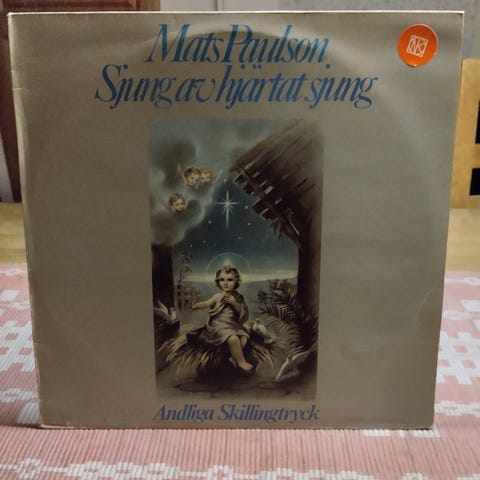 Mats Paulson
Sjung av hjärtat sjung
Andliga Skillingtryck